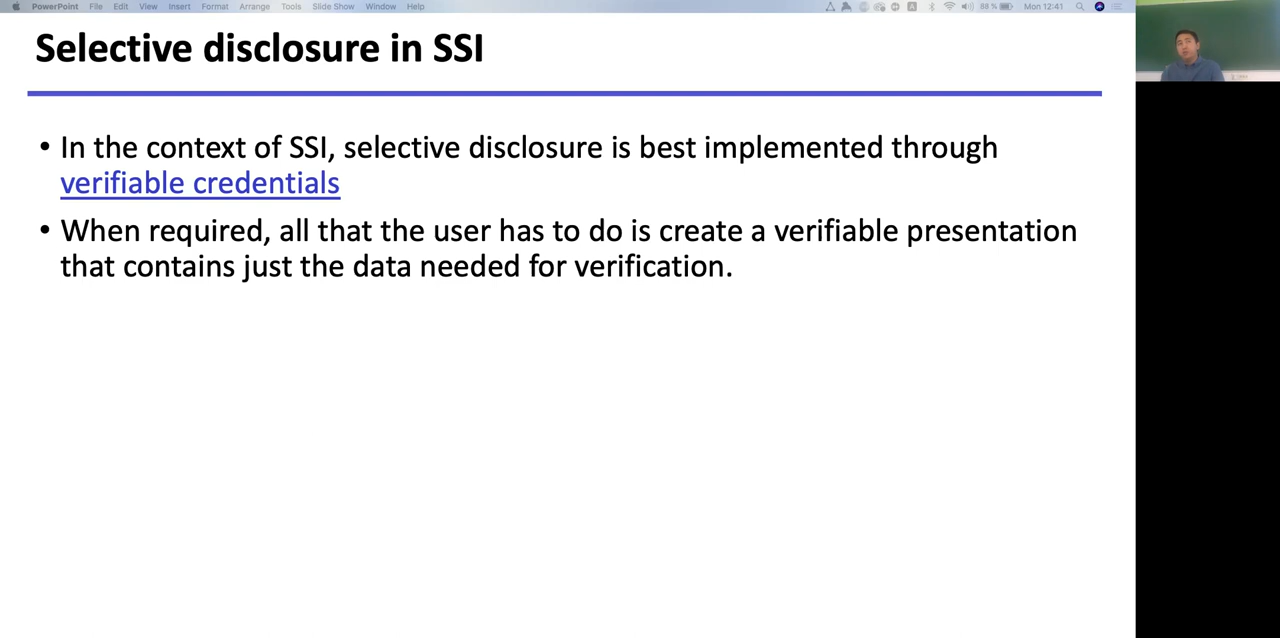 PowerPoint File Edit View Insert Format Arrange Tools Slide Show Window Help 88 % Mon 12:41
Selective disclosure in SSI
• In the context of SSI, selective disclosure is best implemented through
verifiable credentials
• When required, all that the user has to do is create a verifiable presentation
that contains just the data needed for verification.